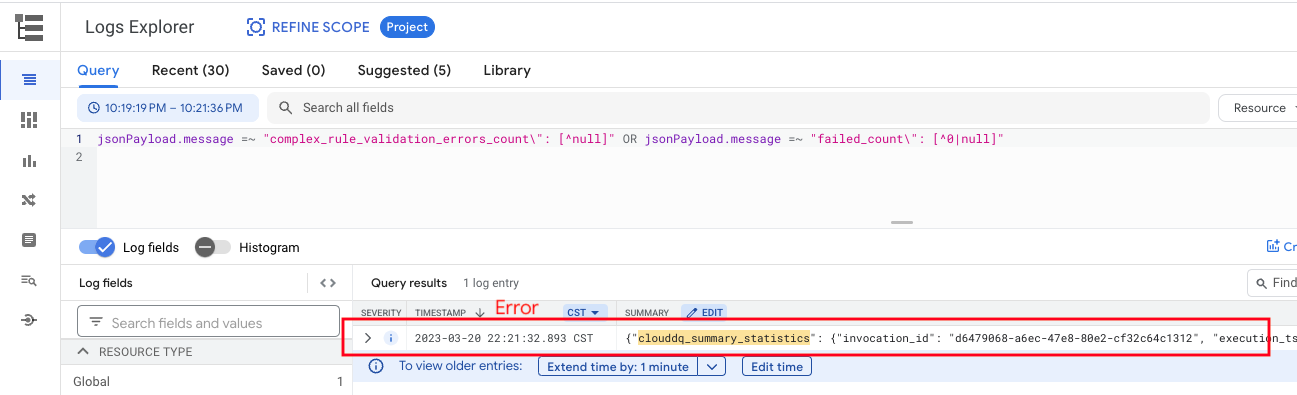 Logs Explorer REFINE SCOPE Project
Query Recent (30) Saved (0) Suggested (5) Library
10:19:19 PM – 10:21:36 PM Search all fields Resource
1 jsonPayload.message =~ "complex_rule_validation_errors_count\": [^null]" OR jsonPayload.message =~ "failed_count\": [^0|null]"
2
Log fields Histogram Cr
Log fields <> Query results 1 log entry Find
SEVERITY TIMESTAMP Error CST SUMMARY EDIT
Search fields and values
2023-03-20 22:21:32.893 CST {"clouddq_summary_statistics": {"invocation_id": "d6479068-a6ec-47e8-80e2-cf32c64c1312", "execution_ts
RESOURCE TYPE
To view older entries: Extend time by: 1 minute Edit time
Global 1